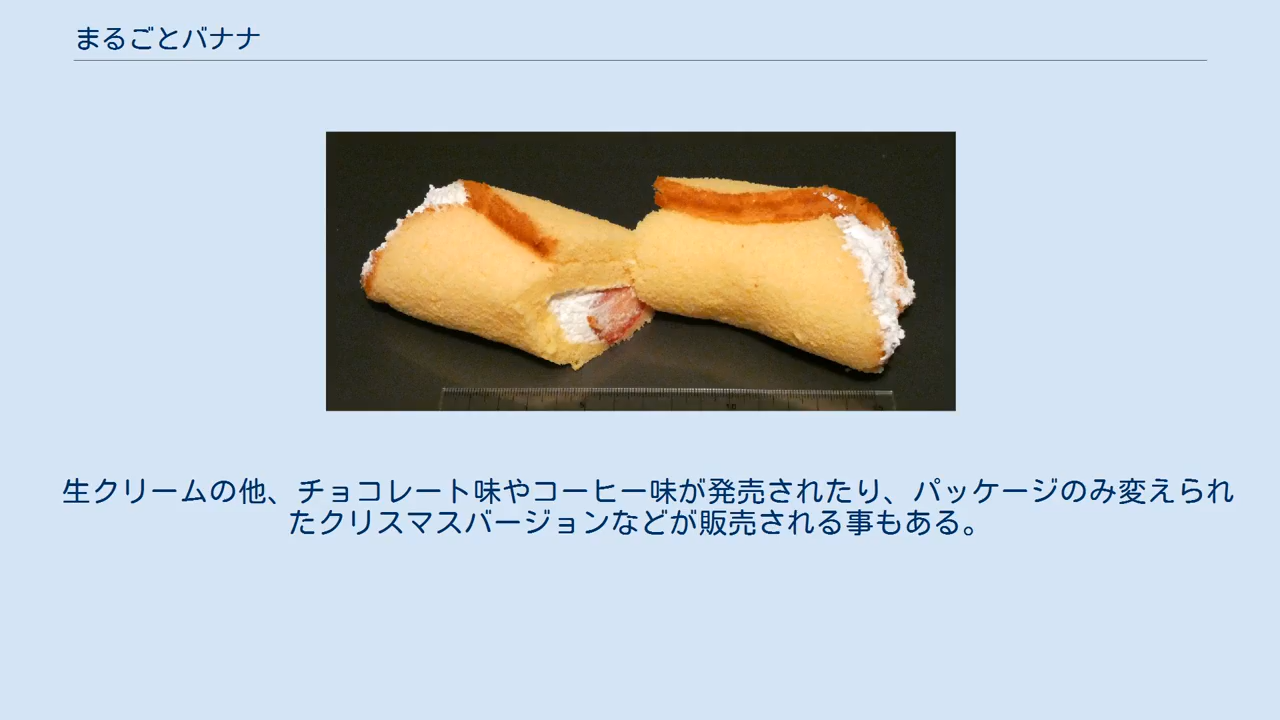 まるごとバナナ
生クリームの他、チョコレート味やコーヒー味が発売されたり、パッケージのみ変えられ
たクリスマスバージョンなどが販売される事もある。